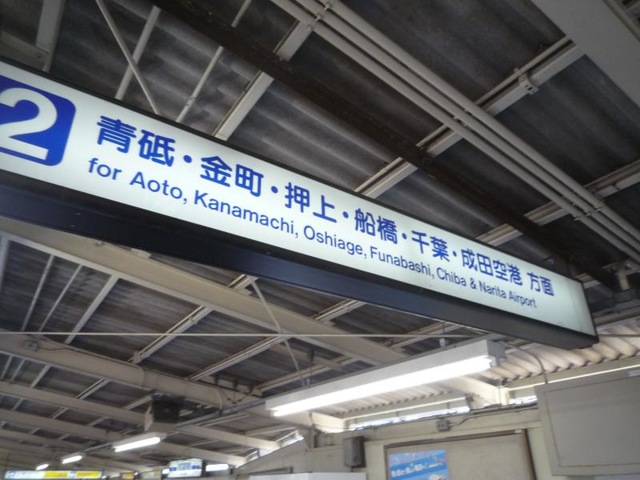 2
青砥・金町・押上・船橋・千葉・成田空港 方面
for Aoto, Kanamachi, Oshiage, Funabashi, Chiba & Narita Airport